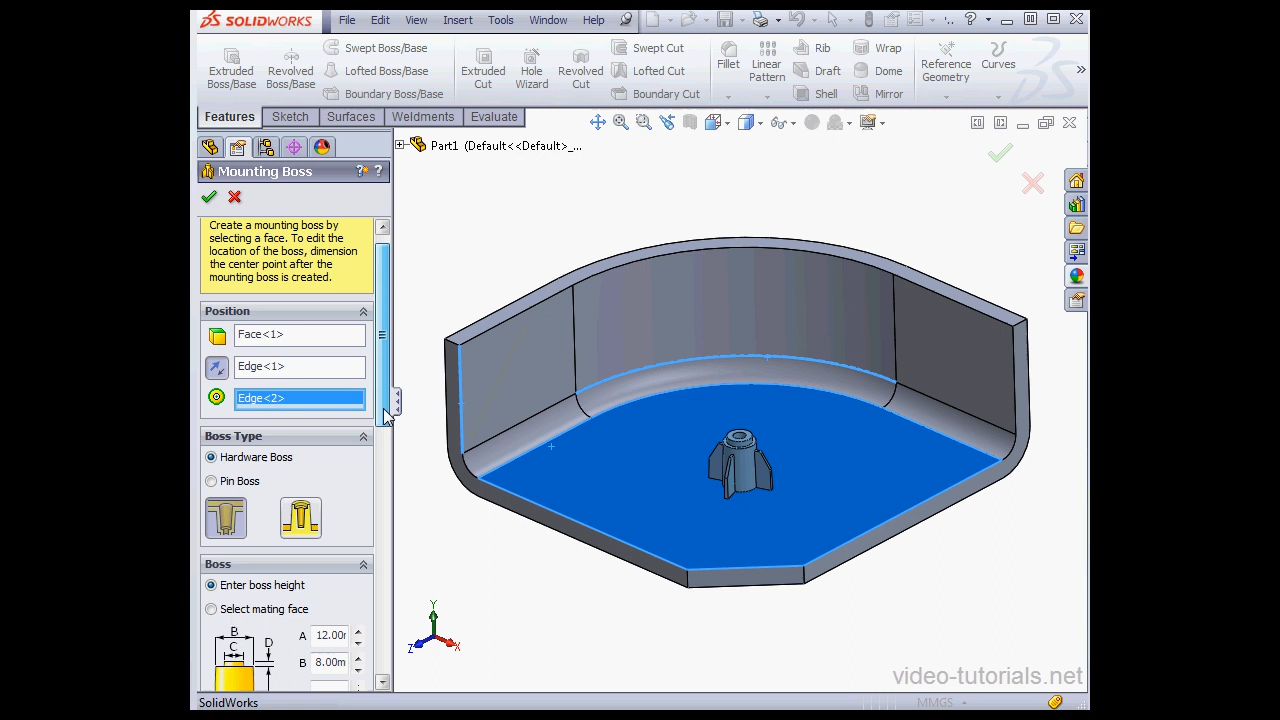 SOLIDWORKS File Edit View Insert Tools Window Help
Extruded Boss/Base
Revolved Boss/Base
Swept Boss/Base
Lofted Boss/Base
Boundary Boss/Base
Extruded Cut
Hole Wizard
Revolved Cut
Swept Cut
Lofted Cut
Boundary Cut
Fillet
Linear Pattern
Rib
Draft
Shell
Wrap
Dome
Mirror
Reference Geometry
Curves
Features Sketch Surfaces Weldments Evaluate
Part1 (Default<<Default>_...
Mounting Boss
Create a mounting boss by
selecting a face. To edit the
location of the boss, dimension
the center point after the
mounting boss is created.
Position
Face<1>
Edge<1>
Edge<2>
Boss Type
Hardware Boss
Pin Boss
Boss
Enter boss height
Select mating face
B
C
D
A 12.00
B 8.00m
Y
Z
X
video-tutorials.net
SolidWorks
MMGS